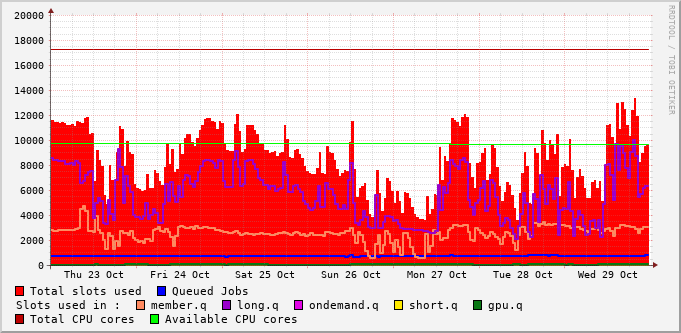 RRDTOOL / TOBI OETIKER
20000
18000
16000
14000
12000
10000
8000
6000
4000
2000
0
Thu 23 Oct Fri 24 Oct Sat 25 Oct Sun 26 Oct Mon 27 Oct Tue 28 Oct Wed 29 Oct
Total slots used Queued Jobs
Slots used in : member.q long.q ondemand.q short.q gpu.q
Total CPU cores Available CPU cores